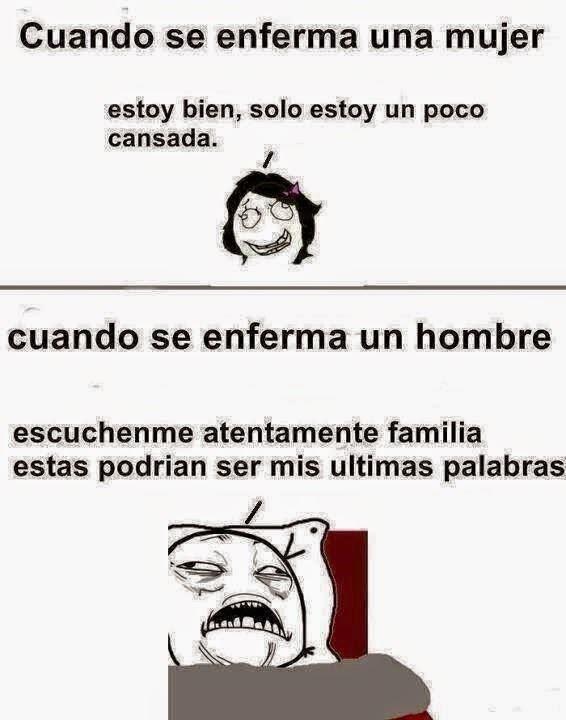 Cuando se enferma una mujer
estoy bien, solo estoy un poco
cansada.
cuando se enferma un hombre
escuchenme atentamente familia
estas podrian ser mis ultimas palabras